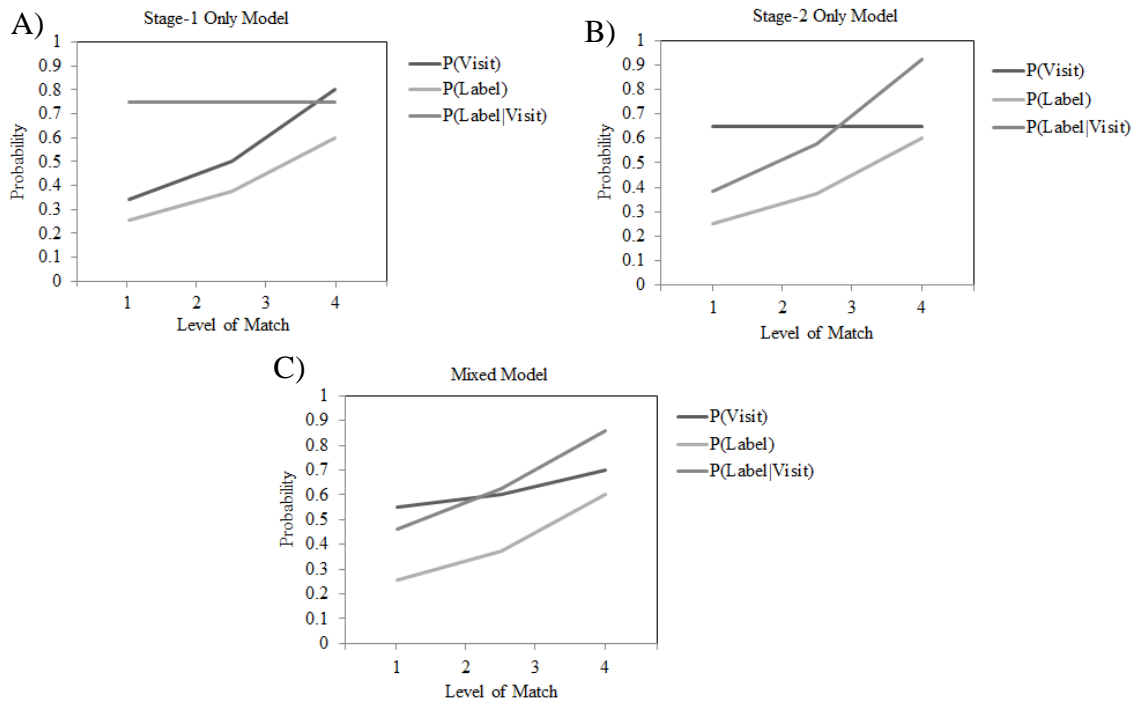 A)
Stage-1 Only Model
1
0.9
0.8
0.7
0.6
0.5
0.4
0.3
0.2
0.1
0
Probability
1 2 3 4
Level of Match
P(Visit)
P(Label)
P(Label|Visit)
B)
Stage-2 Only Model
1
0.9
0.8
0.7
0.6
0.5
0.4
0.3
0.2
0.1
0
Probability
1 2 3 4
Level of Match
P(Visit)
P(Label)
P(Label|Visit)
C)
Mixed Model
1
0.9
0.8
0.7
0.6
0.5
0.4
0.3
0.2
0.1
0
Probability
1 2 3 4
Level of Match
P(Visit)
P(Label)
P(Label|Visit)